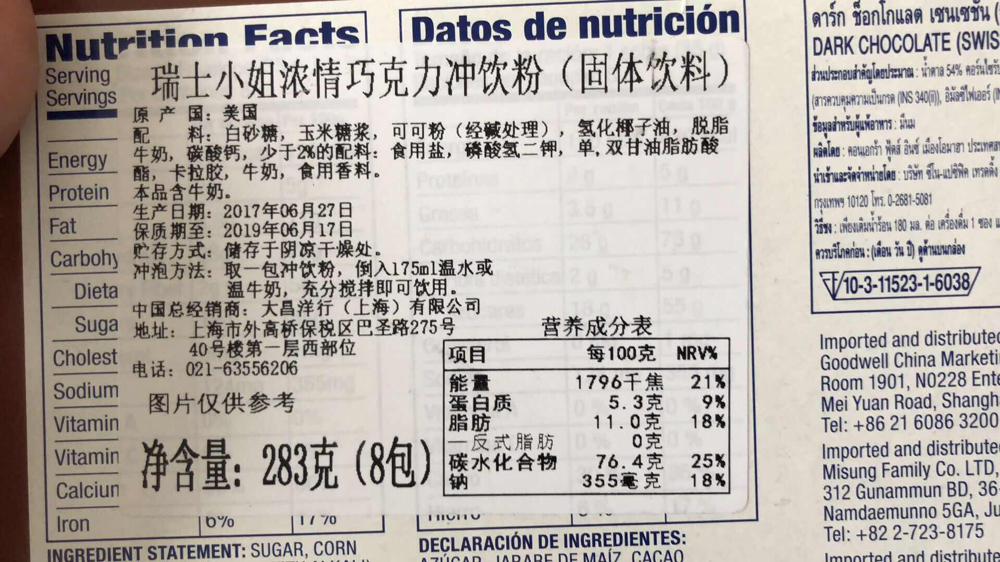 Nutrition Facts
Serving
Servings
Energy
Protein
Fat
Carbohy
Dieta
Suga
Cholest
Sodium
Vitamin
Vitamin
Calcium
Iron 6% 17%
INGREDIENT STATEMENT: SUGAR, CORN
Datos de nutrición
瑞士小姐浓情巧克力冲饮粉（固体饮料）
原产国：美国
配料：白砂糖，玉米糖浆，可可粉（经碱处理），氢化椰子油，脱脂
牛奶，碳酸钙，少于2%的配料：食用盐，磷酸氢二钾，单,双甘油脂肪酸
酯，卡拉胶，牛奶，食用香料。
本品含牛奶。
生产日期：2017年06月27日
保质期至：2019年06月17日
贮存方式：储存于阴凉干燥处。
冲泡方法：取一包冲饮粉，倒入175ml温水或
温牛奶，充分搅拌即可饮用。
中国总经销商：大昌洋行（上海）有限公司
地址：上海市外高桥保税区巴圣路275号
40号楼第一层西部位
电话：021-63556206
图片仅供参考
净含量：283克（8包）
营养成分表
项目 每100克 NRV%
能量 1796千焦 21%
蛋白质 5.3克 9%
脂肪 11.0克 18%
—反式脂肪 0克
碳水化合物 76.4克 25%
钠 355毫克 18%
DECLARACIÓN DE INGREDIENTES:
AZÚCAR, JARABE DE MAÍZ, CACAO
ดาร์ก ช็อกโกแลต เซนเซชั่น (
DARK CHOCOLATE (SWIS
ส่วนประกอบสำคัญโดยประมาณ : น้ำตาล 54% คอร์นไซรั
(สารควบคุมความเป็นกรด (INS 340(ii)), อิมัลซิไฟเออร์ (IN
ข้อมูลสำหรับผู้แพ้อาหาร : มีนม
ผลิตโดย : คอนเอกร้า ฟู้ดส์ อิงซ์ เมืองโอมาฮา ประเทศส
นำเข้าและจัดจำหน่ายโดย : บริษัท ซีโน-แปซิฟิค เทรดดิ้ง
กรุงเทพฯ 10120 โทร. 0-2681-5081
วิธีชง : เพียงเติมน้ำร้อน 180 มล. ต่อ เครื่องดื่ม 1 ซอง แ
ควรบริโภคก่อน : (เดือน วัน ปี) ดูด้านบนกล่อง
10-3-11523-1-6038
Imported and distributed
Goodwell China Marketi
Room 1901, N0228 Ente
Mei Yuan Road, Shangh
Tel: +86 21 6086 3200
Imported and distribute
Misung Family Co. LTD,
312 Gunammun BD, 36-
Namdaemunno 5GA, Ju
Tel: +82 2-723-8175
Imported and distribute